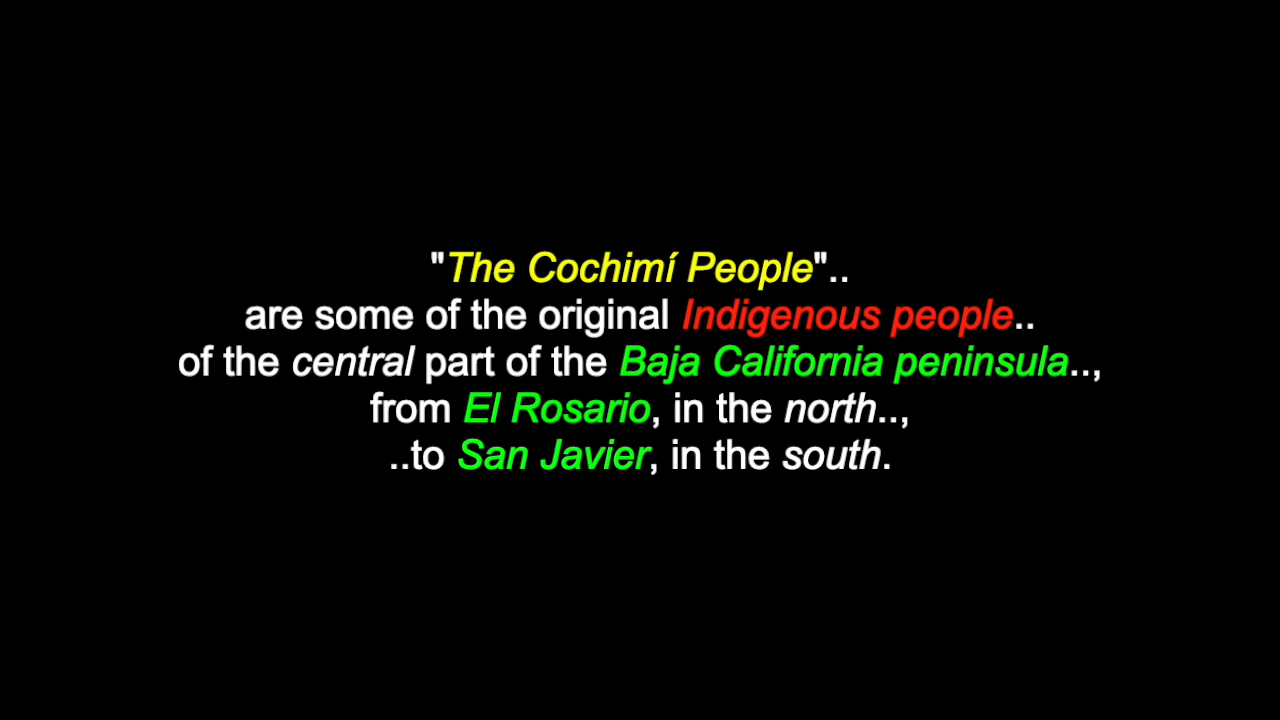 "The Cochimí People"..
are some of the original Indigenous people..
of the central part of the Baja California peninsula..,
from El Rosario, in the north..,
..to San Javier, in the south.